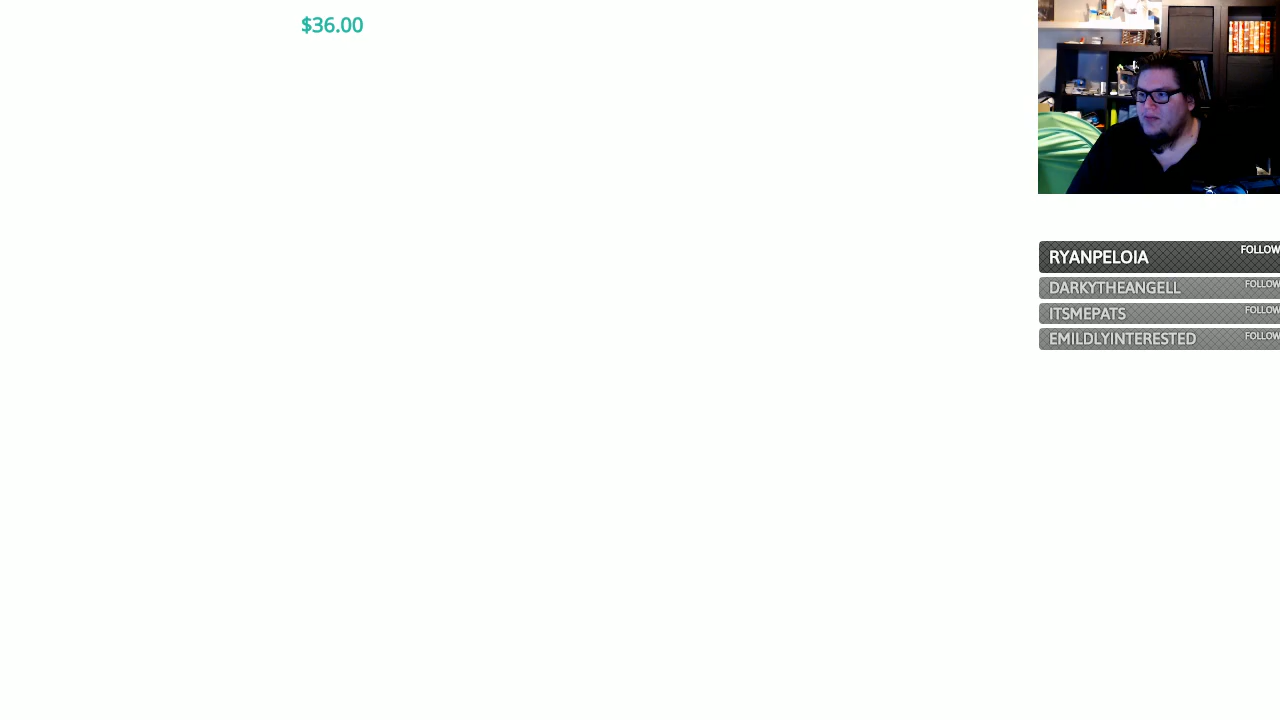 $36.00
RYANPELOIA FOLLOW
DARKYTHEANGELL FOLLOW
ITSMEPATS FOLLOW
EMILDLYINTERESTED FOLLOW